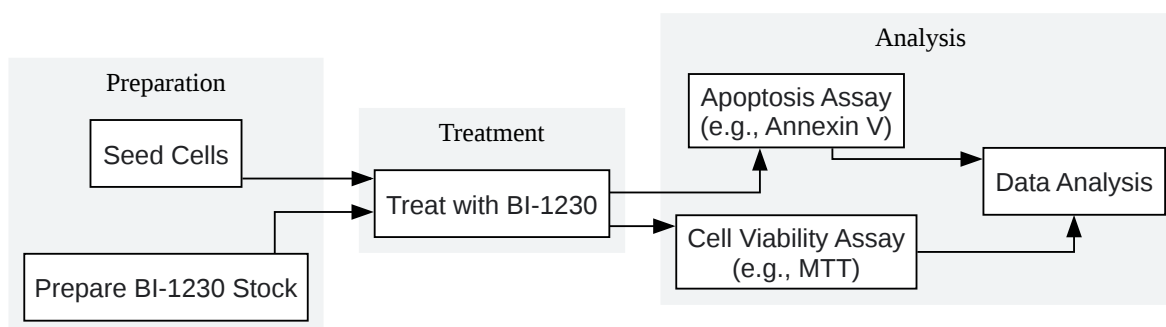 Preparation
Seed Cells
Prepare BI-1230 Stock
Treatment
Treat with BI-1230
Analysis
Apoptosis Assay
(e.g., Annexin V)
Cell Viability Assay
(e.g., MTT)
Data Analysis